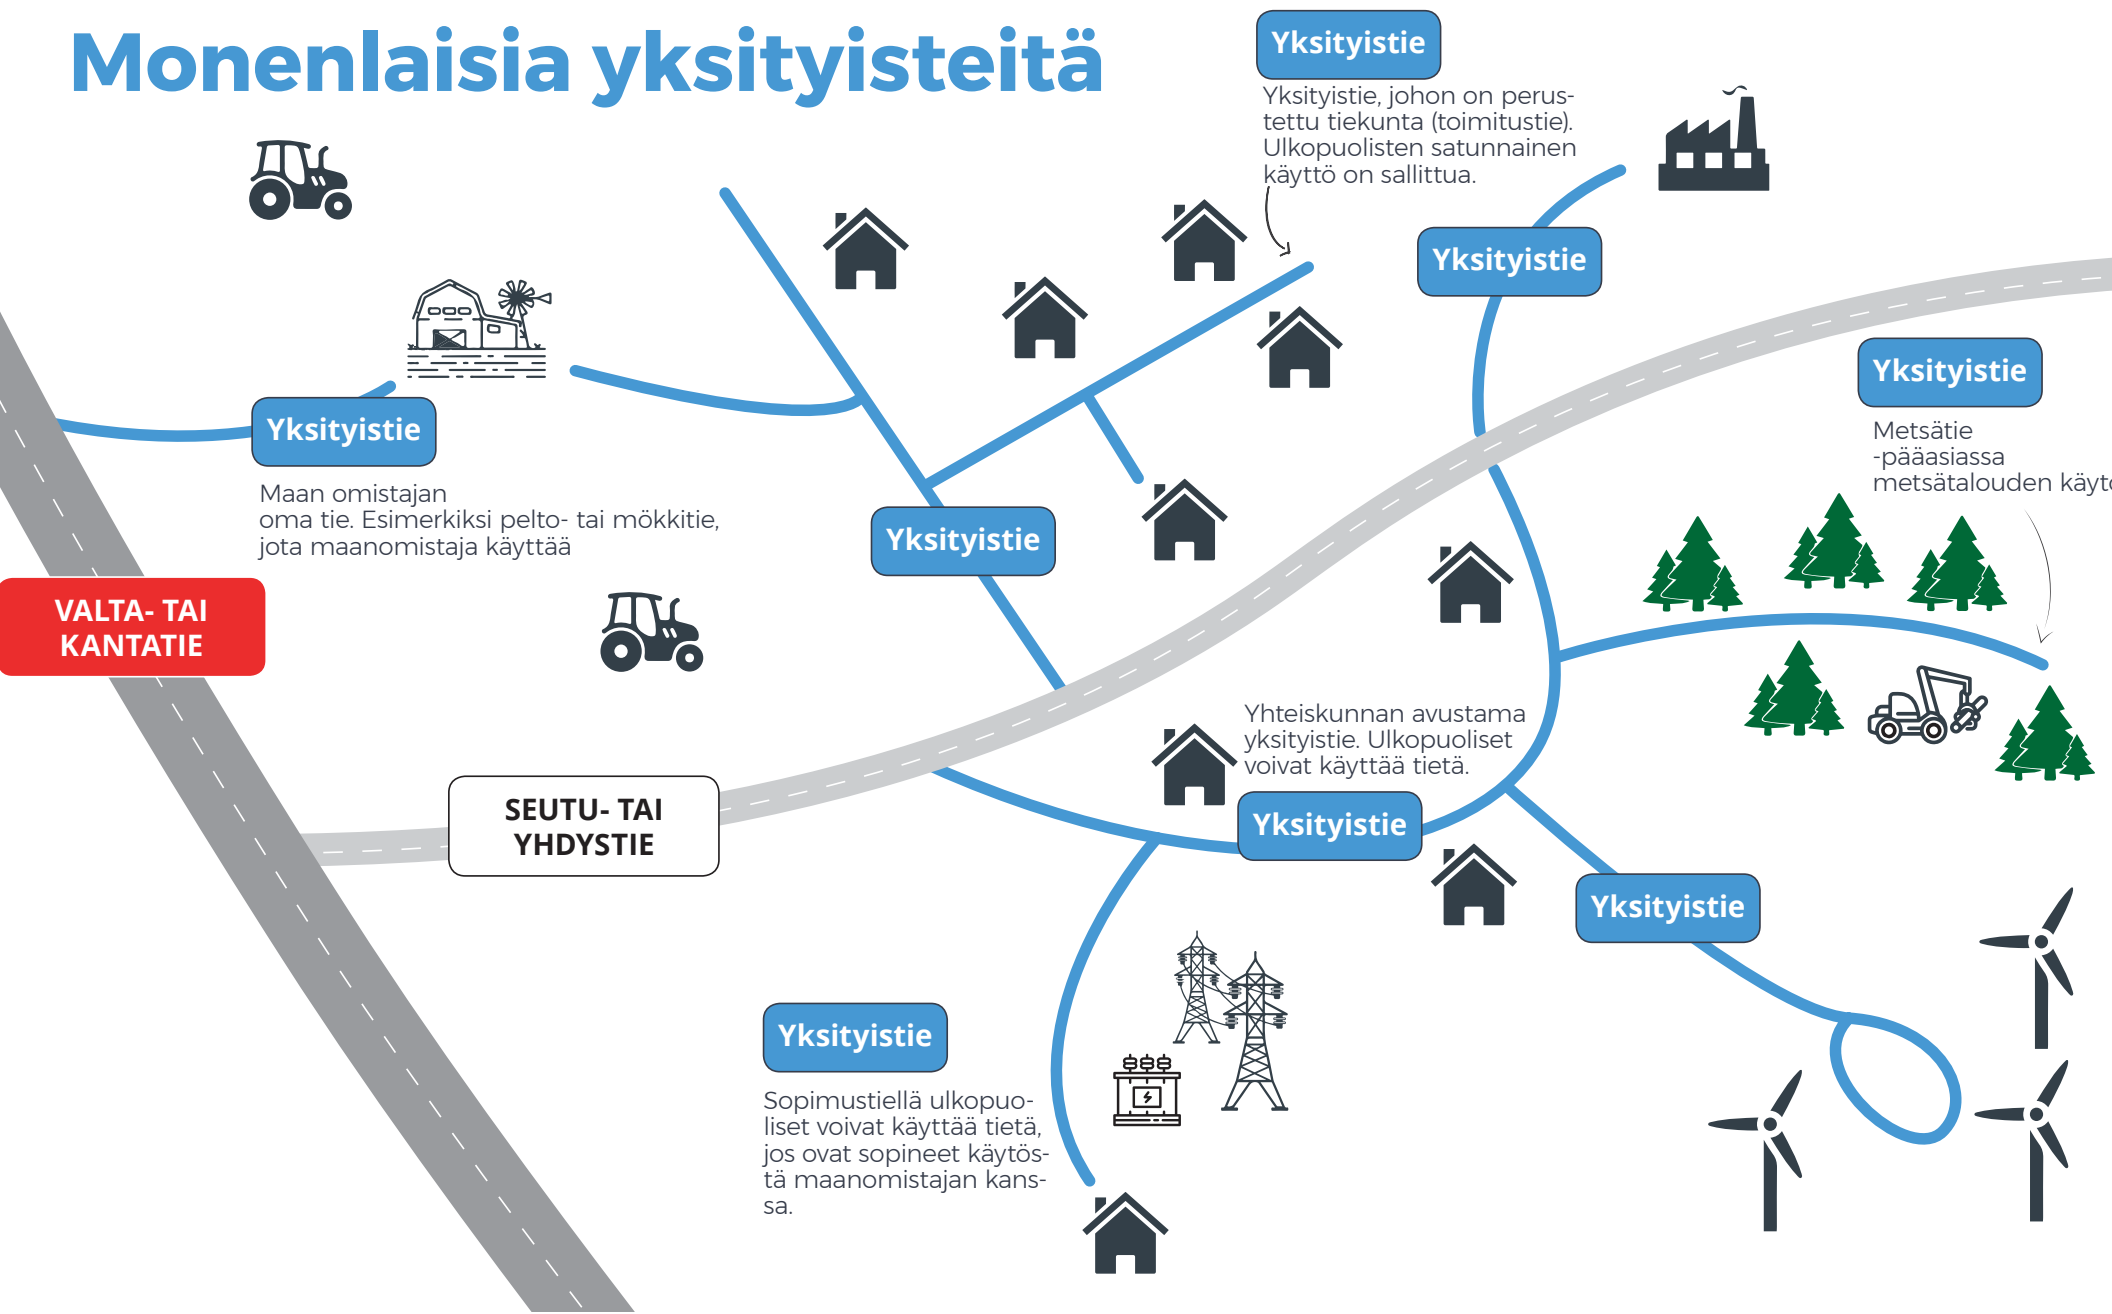 Monenlaisia yksityisteitä
Yksityistie
Yksityistie, johon on perus-
tettu tiekunta (toimitustie).
Ulkopuolisten satunnainen
käyttö on sallittua.
Yksityistie
Yksityistie
Metsätie
-pääasiassa
metsätalouden
Yksityistie
Maan omistajan
oma tie. Esimerkiksi pelto- tai mökkitie,
jota maanomistaja käyttää
Yksityistie
VALTA- TAI
KANTATIE
SEUTU- TAI
YHDYSTIE
Yhteiskunnan avustama
yksityistie. Ulkopuoliset
voivat käyttää tietä.
Yksityistie
Yksityistie
Yksityistie
Sopimustiellä ulkopuo-
liset voivat käyttää tietä,
jos ovat sopineet käytös-
tä maanomistajan kans-
sa.